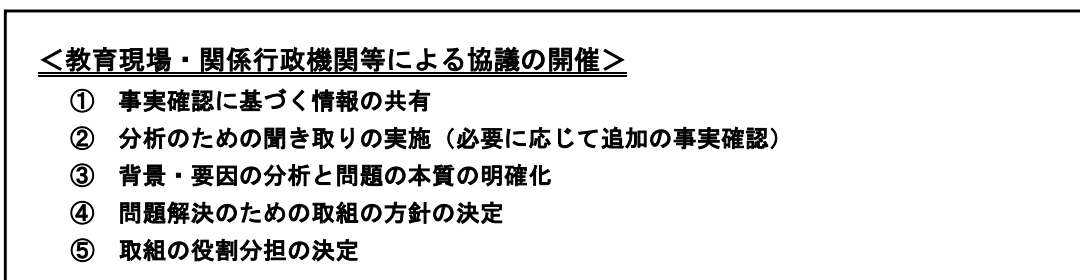 ＜教育現場・関係行政機関等による協議の開催＞
① 事実確認に基づく情報の共有
② 分析のための聞き取りの実施（必要に応じて追加の事実確認）
③ 背景・要因の分析と問題の本質の明確化
④ 問題解決のための取組の方針の決定
⑤ 取組の役割分担の決定